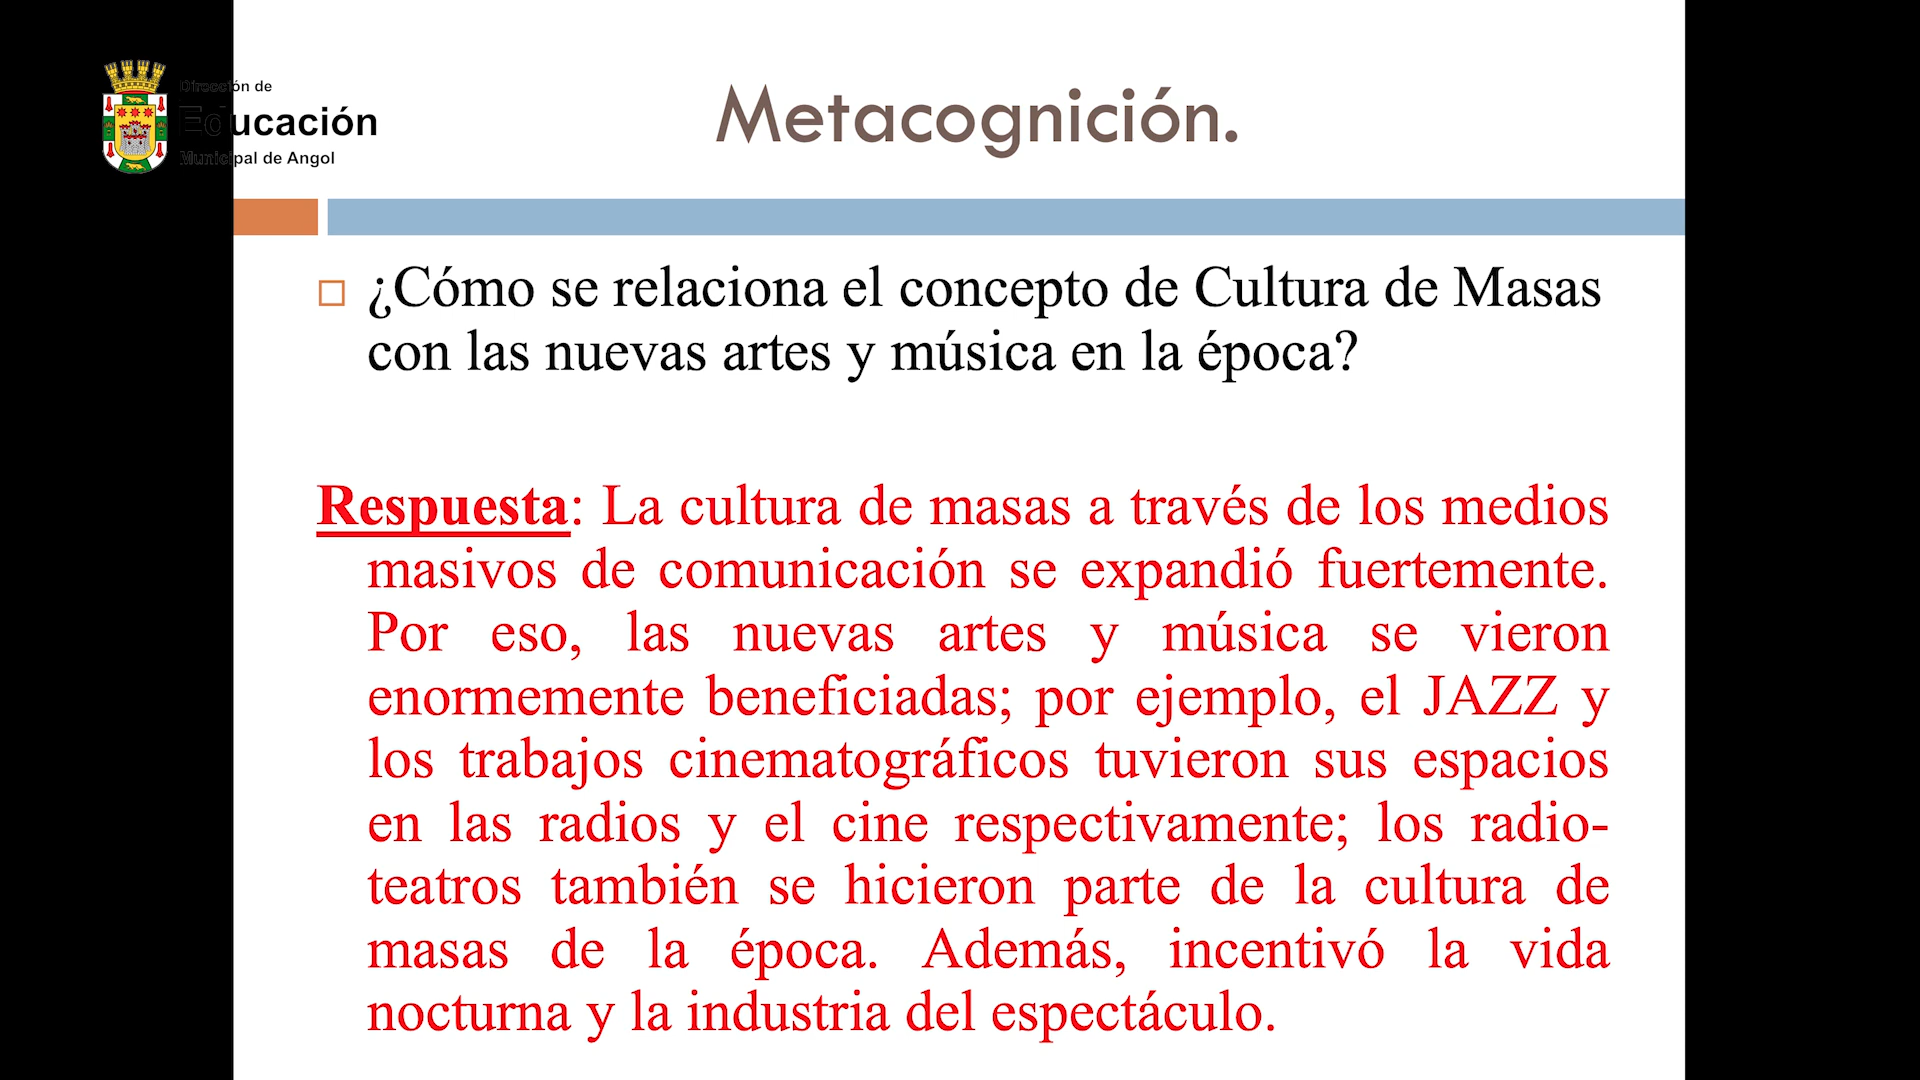 Dirección de
Educación
Municipal de Angol
Metacognición.
¿Cómo se relaciona el concepto de Cultura de Masas
con las nuevas artes y música en la época?
Respuesta: La cultura de masas a través de los medios
masivos de comunicación se expandió fuertemente.
Por eso, las nuevas artes y música se vieron
enormemente beneficiadas; por ejemplo, el JAZZ y
los trabajos cinematográficos tuvieron sus espacios
en las radios y el cine respectivamente; los radio-
teatros también se hicieron parte de la cultura de
masas de la época. Además, incentivó la vida
nocturna y la industria del espectáculo.